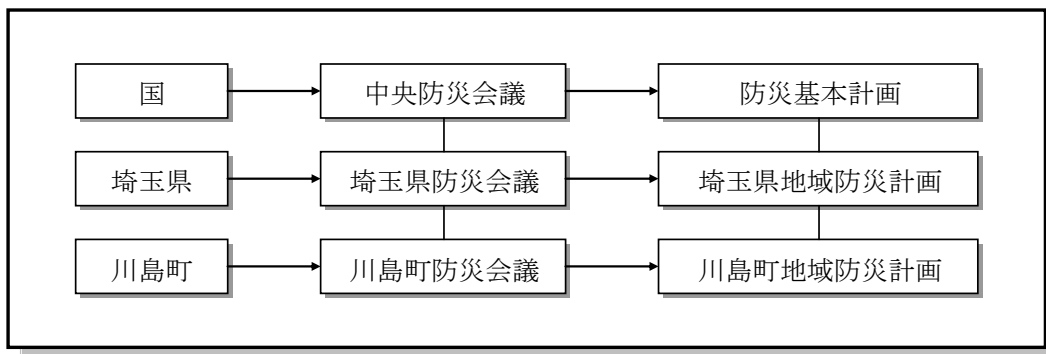 国
中央防災会議
防災基本計画
埼玉県
埼玉県防災会議
埼玉県地域防災計画
川島町
川島町防災会議
川島町地域防災計画